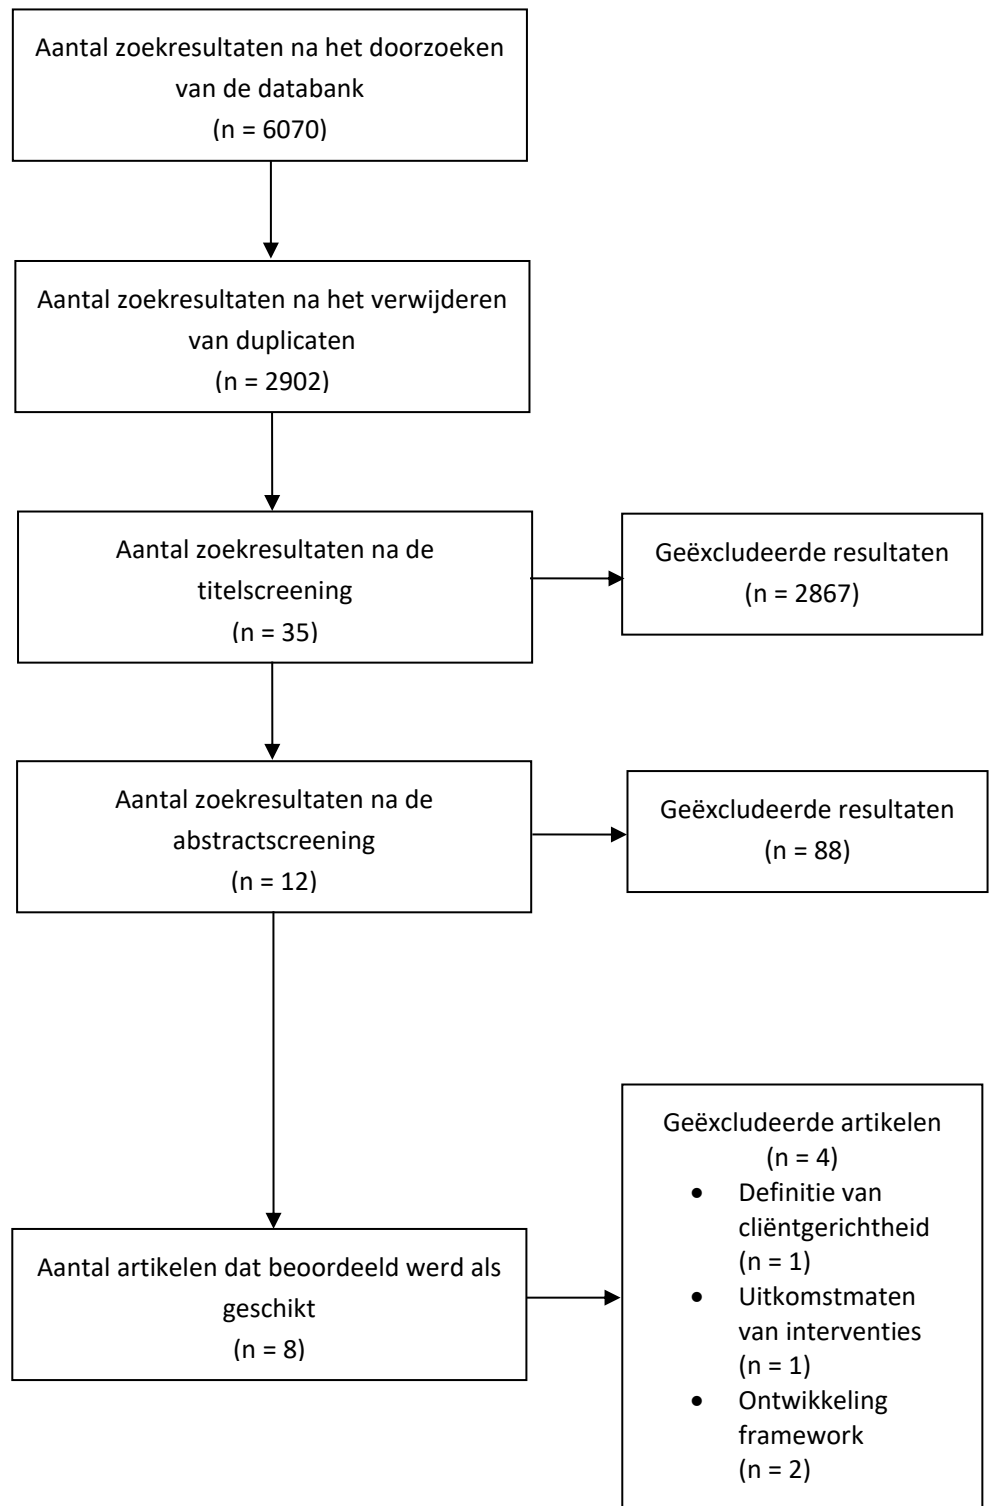 Aantal zoekresultaten na het doorzoeken
van de databank
(n = 6070)
Aantal zoekresultaten na het verwijderen
van duplicaten
(n = 2902)
Aantal zoekresultaten na de
titelscreening
(n = 35)
Geëxcludeerde resultaten
(n = 2867)
Aantal zoekresultaten na de
abstractscreening
(n = 12)
Geëxcludeerde resultaten
(n = 88)
Aantal artikelen dat beoordeeld werd als
geschikt
(n = 8)
Geëxcludeerde artikelen
(n = 4)
• Definitie van
cliëntgerichtheid
(n = 1)
• Uitkomstmaten
van interventies
(n = 1)
• Ontwikkeling
framework
(n = 2)